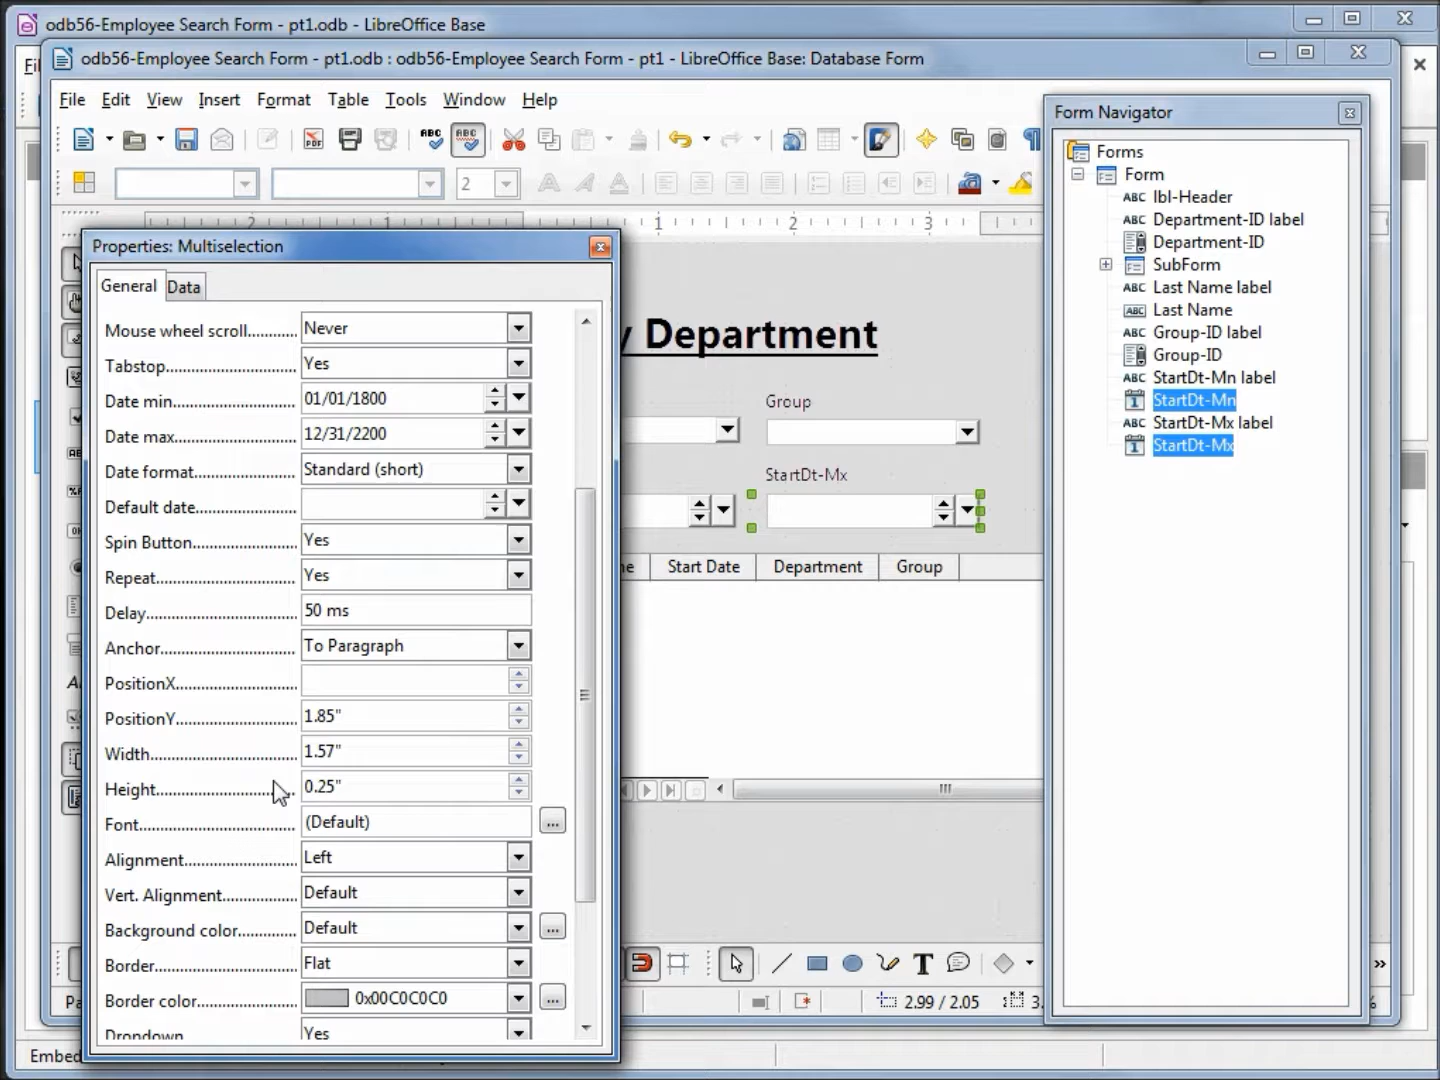 odb56-Employee Search Form - pt1.odb - LibreOffice Base
odb56-Employee Search Form - pt1.odb : odb56-Employee Search Form - pt1 - LibreOffice Base: Database Form
File Edit View Insert Format Table Tools Window Help
2
2 1 2 3
Properties: Multiselection
General Data
Mouse wheel scroll........... Never
Tabstop Yes
Date min 01/01/1800
Date max 12/31/2200
Date format Standard (short)
Default date
Spin Button Yes
Repeat Yes
Delay 50 ms
Anchor To Paragraph
PositionX
PositionY 1.85"
Width 1.57"
Height 0.25"
Font (Default) ...
Alignment Left
Vert. Alignment Default
Background color Default ...
Border Flat
Border color 0x00C0C0C0 ...
Dropdown Yes
y Department
Group
StartDt-Mx
Start Date Department Group
2.99 / 2.05 3.
Form Navigator
Forms
Form
lbl-Header
Department-ID label
Department-ID
SubForm
Last Name label
Last Name
Group-ID label
Group-ID
StartDt-Mn label
StartDt-Mn
StartDt-Mx label
StartDt-Mx
Embed